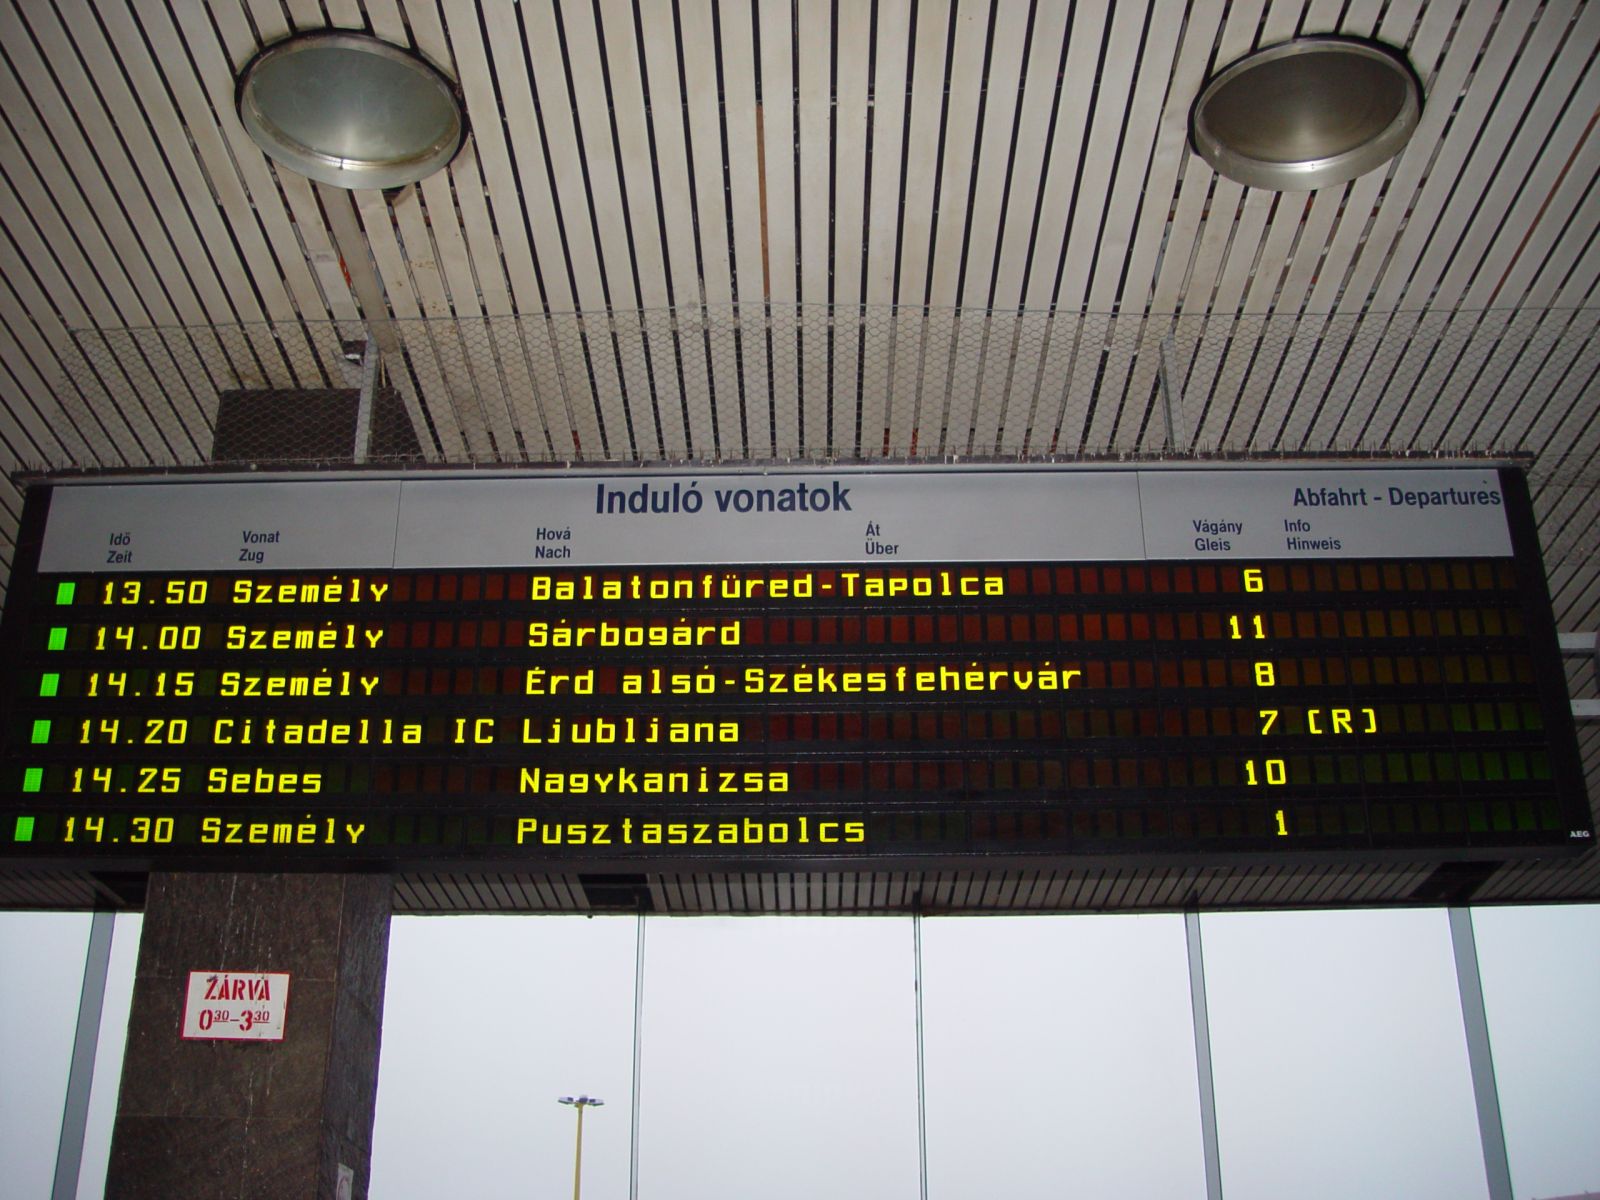 Induló vonatok Abfahrt - Departures
Idő Vonat Hová Át Vágány Info
Zeit Zug Nach Über Gleis Hinweis
13.50 Személy Balatonfüred-Tapolca 6
14.00 Személy Sárbogárd 11
14.15 Személy Érd alsó-Székesfehérvár 8
14.20 Citadella IC Ljubljana 7 [R]
14.25 Sebes Nagykanizsa 10
14.30 Személy Pusztaszabolcs 1
AEG
ZÁRVA
0³⁰-3³⁰